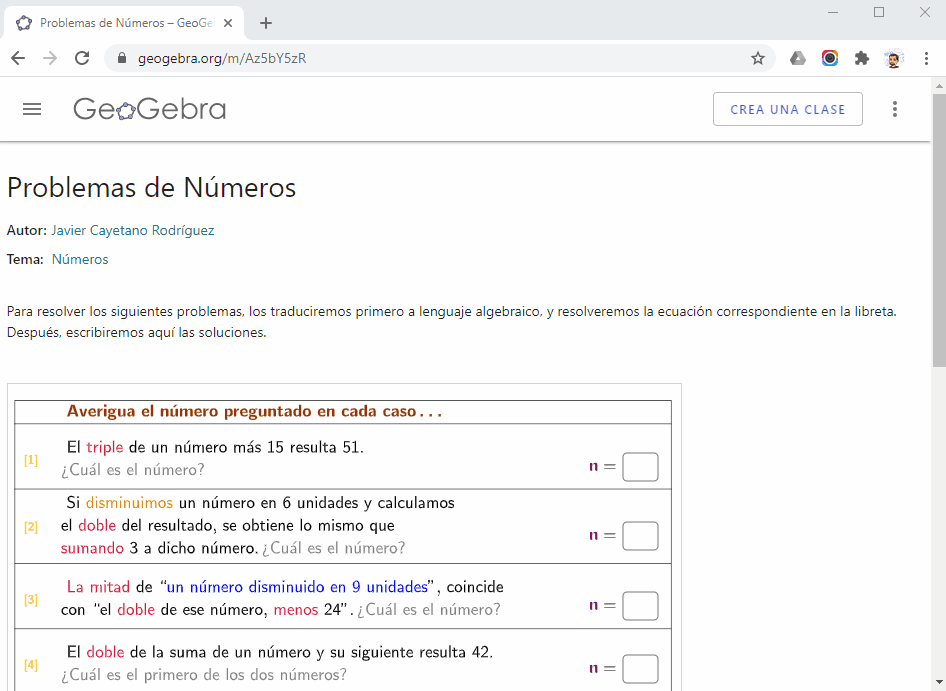 Problemas de Números – GeoGe
geogebra.org/m/Az5bY5zR
GeoGebra
CREA UNA CLASE
Problemas de Números
Autor: Javier Cayetano Rodríguez
Tema: Números
Para resolver los siguientes problemas, los traduciremos primero a lenguaje algebraico, y resolveremos la ecuación correspondiente en la libreta.
Después, escribiremos aquí las soluciones.
Averigua el número preguntado en cada caso...
[1] El triple de un número más 15 resulta 51.
¿Cuál es el número?
n =
Si disminuimos un número en 6 unidades y calculamos
[2] el doble del resultado, se obtiene lo mismo que
n =
sumando 3 a dicho número. ¿Cuál es el número?
[3] La mitad de “un número disminuido en 9 unidades”, coincide
con “el doble de ese número, menos 24”. ¿Cuál es el número?
n =
[4] El doble de la suma de un número y su siguiente resulta 42.
¿Cuál es el primero de los dos números?
n =